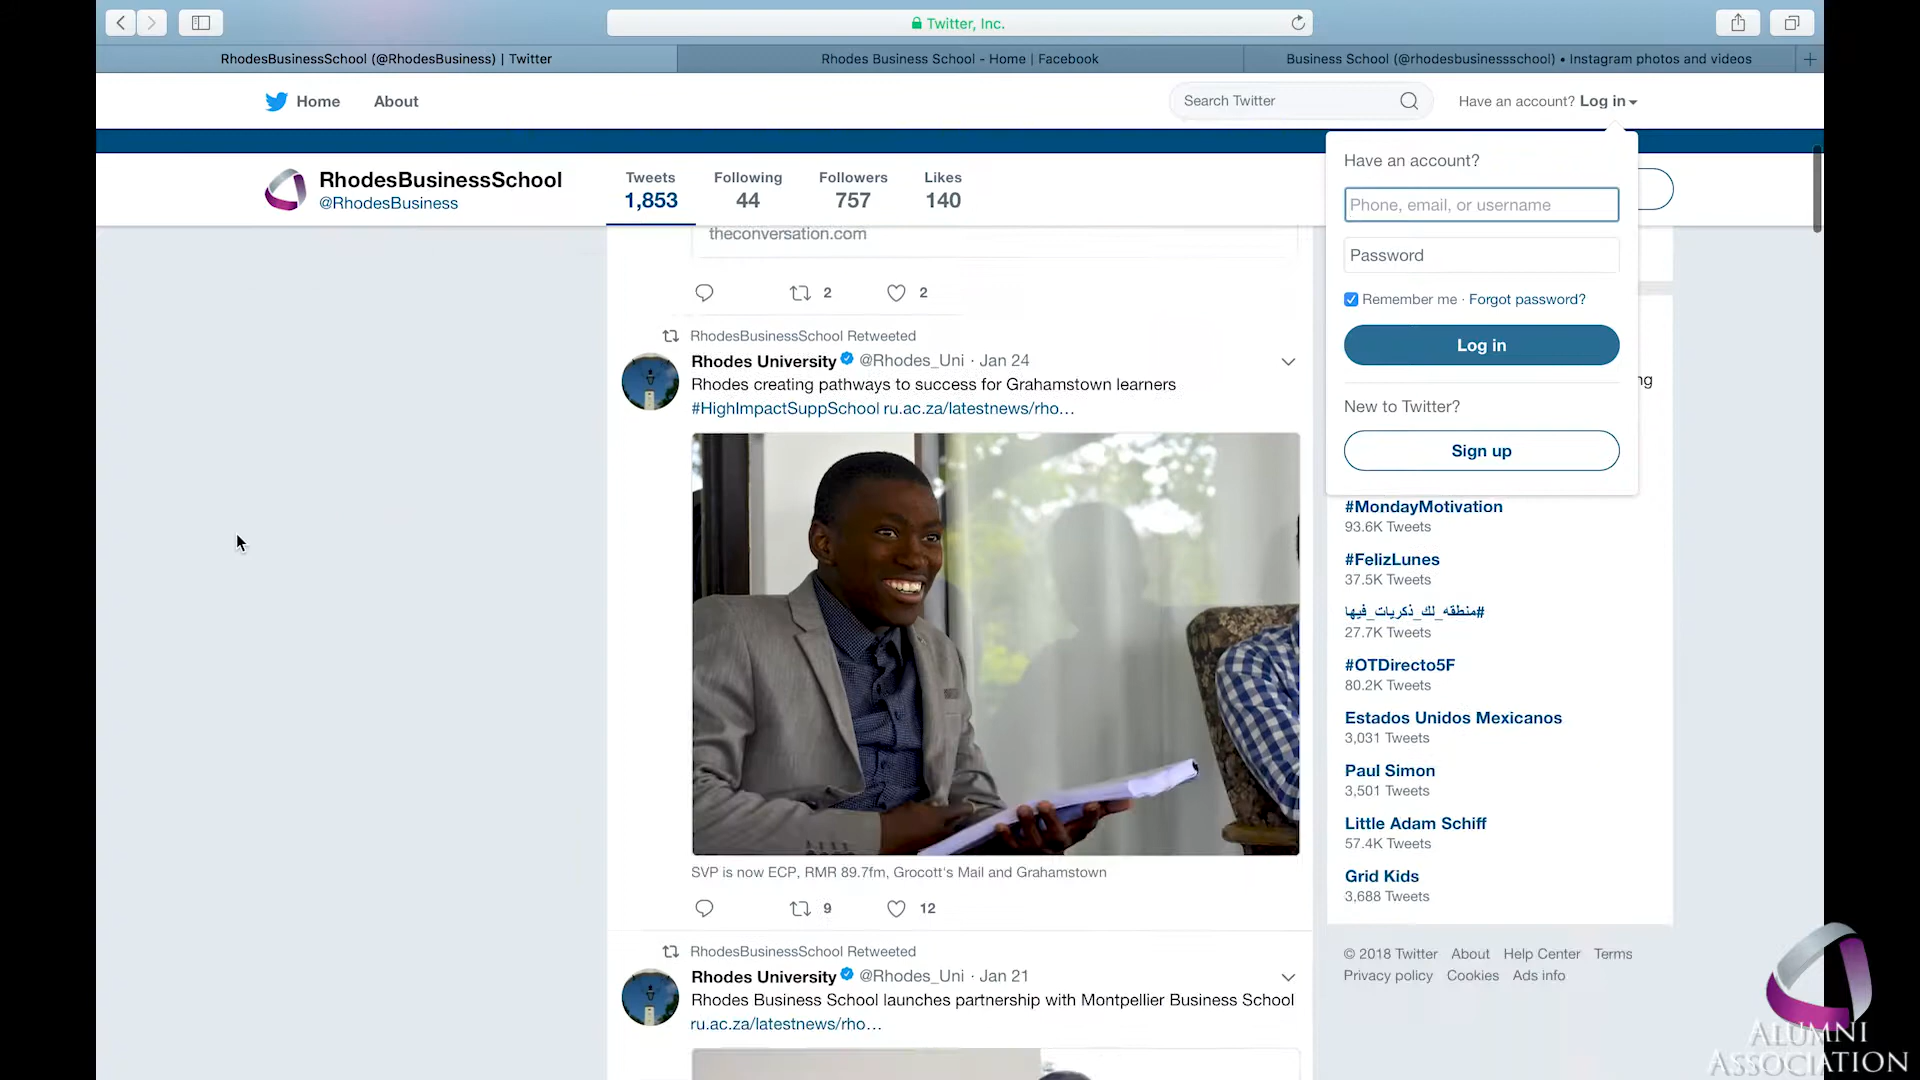 Twitter, Inc.
RhodesBusinessSchool (@RhodesBusiness) | Twitter
Rhodes Business School - Home | Facebook
Business School (@rhodesbusinessschool) • Instagram photos and videos
Home
About
Search Twitter
Have an account? Log in
RhodesBusinessSchool
@RhodesBusiness
Tweets
1,853
Following
44
Followers
757
Likes
140
theconversation.com
2
2
RhodesBusinessSchool Retweeted
Rhodes University @Rhodes_Uni · Jan 24
Rhodes creating pathways to success for Grahamstown learners
#HighImpactSuppSchool ru.ac.za/latestnews/rho…
SVP is now ECP, RMR 89.7fm, Grocott's Mail and Grahamstown
9
12
RhodesBusinessSchool Retweeted
Rhodes University @Rhodes_Uni · Jan 21
Rhodes Business School launches partnership with Montpellier Business School
ru.ac.za/latestnews/rho…
Have an account?
Phone, email, or username
Password
Remember me · Forgot password?
Log in
New to Twitter?
Sign up
ng
#MondayMotivation
93.6K Tweets
#FelizLunes
37.5K Tweets
#منطقه_لك_ذكريات_فيها
27.7K Tweets
#OTDirecto5F
80.2K Tweets
Estados Unidos Mexicanos
3,031 Tweets
Paul Simon
3,501 Tweets
Little Adam Schiff
57.4K Tweets
Grid Kids
3,688 Tweets
© 2018 Twitter About Help Center Terms
Privacy policy Cookies Ads info
ALUMNI
ASSOCIATION